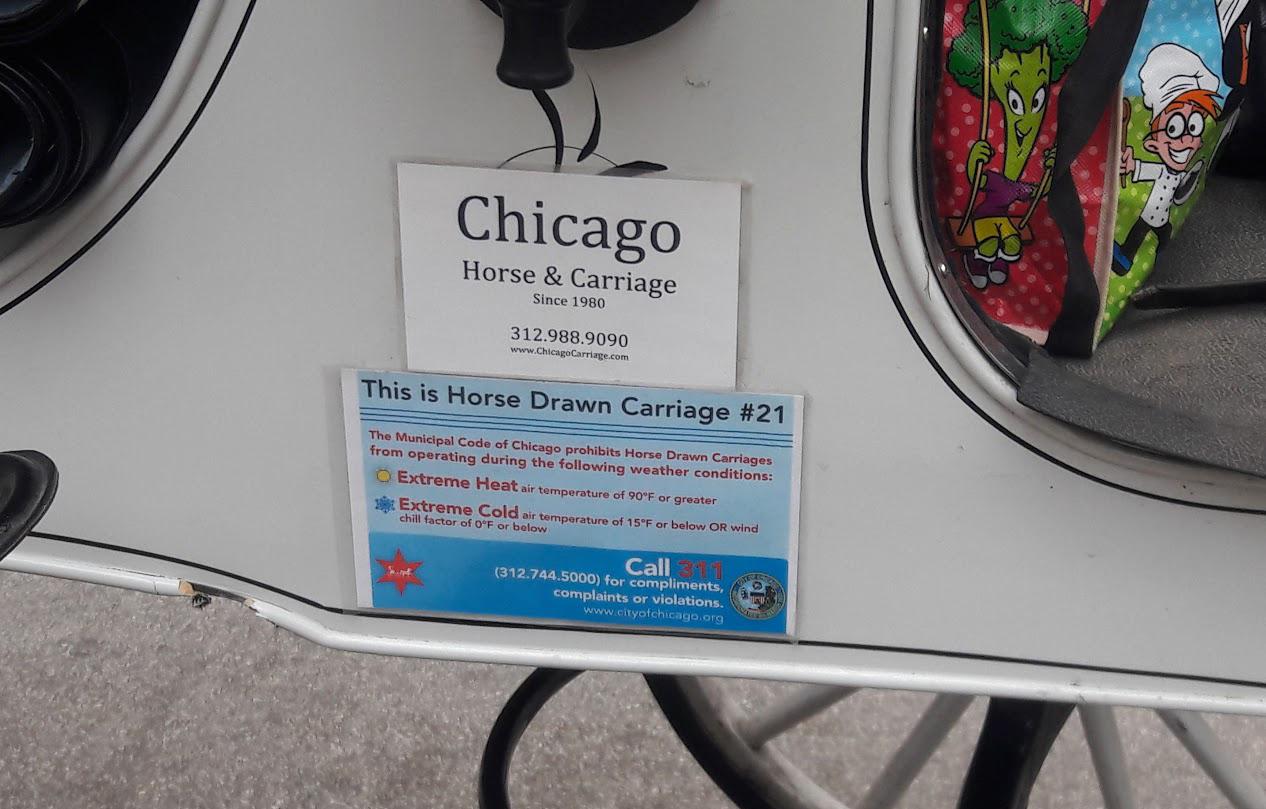 Chicago
Horse & Carriage
Since 1980
312.988.9090
www.ChicagoCarriage.com
This is Horse Drawn Carriage #21
The Municipal Code of Chicago prohibits Horse Drawn Carriages
from operating during the following weather conditions:
Extreme Heat air temperature of 90°F or greater
Extreme Cold air temperature of 15°F or below OR wind
chill factor of 0°F or below
Call 311
(312.744.5000) for compliments,
complaints or violations.
www.cityofchicago.org